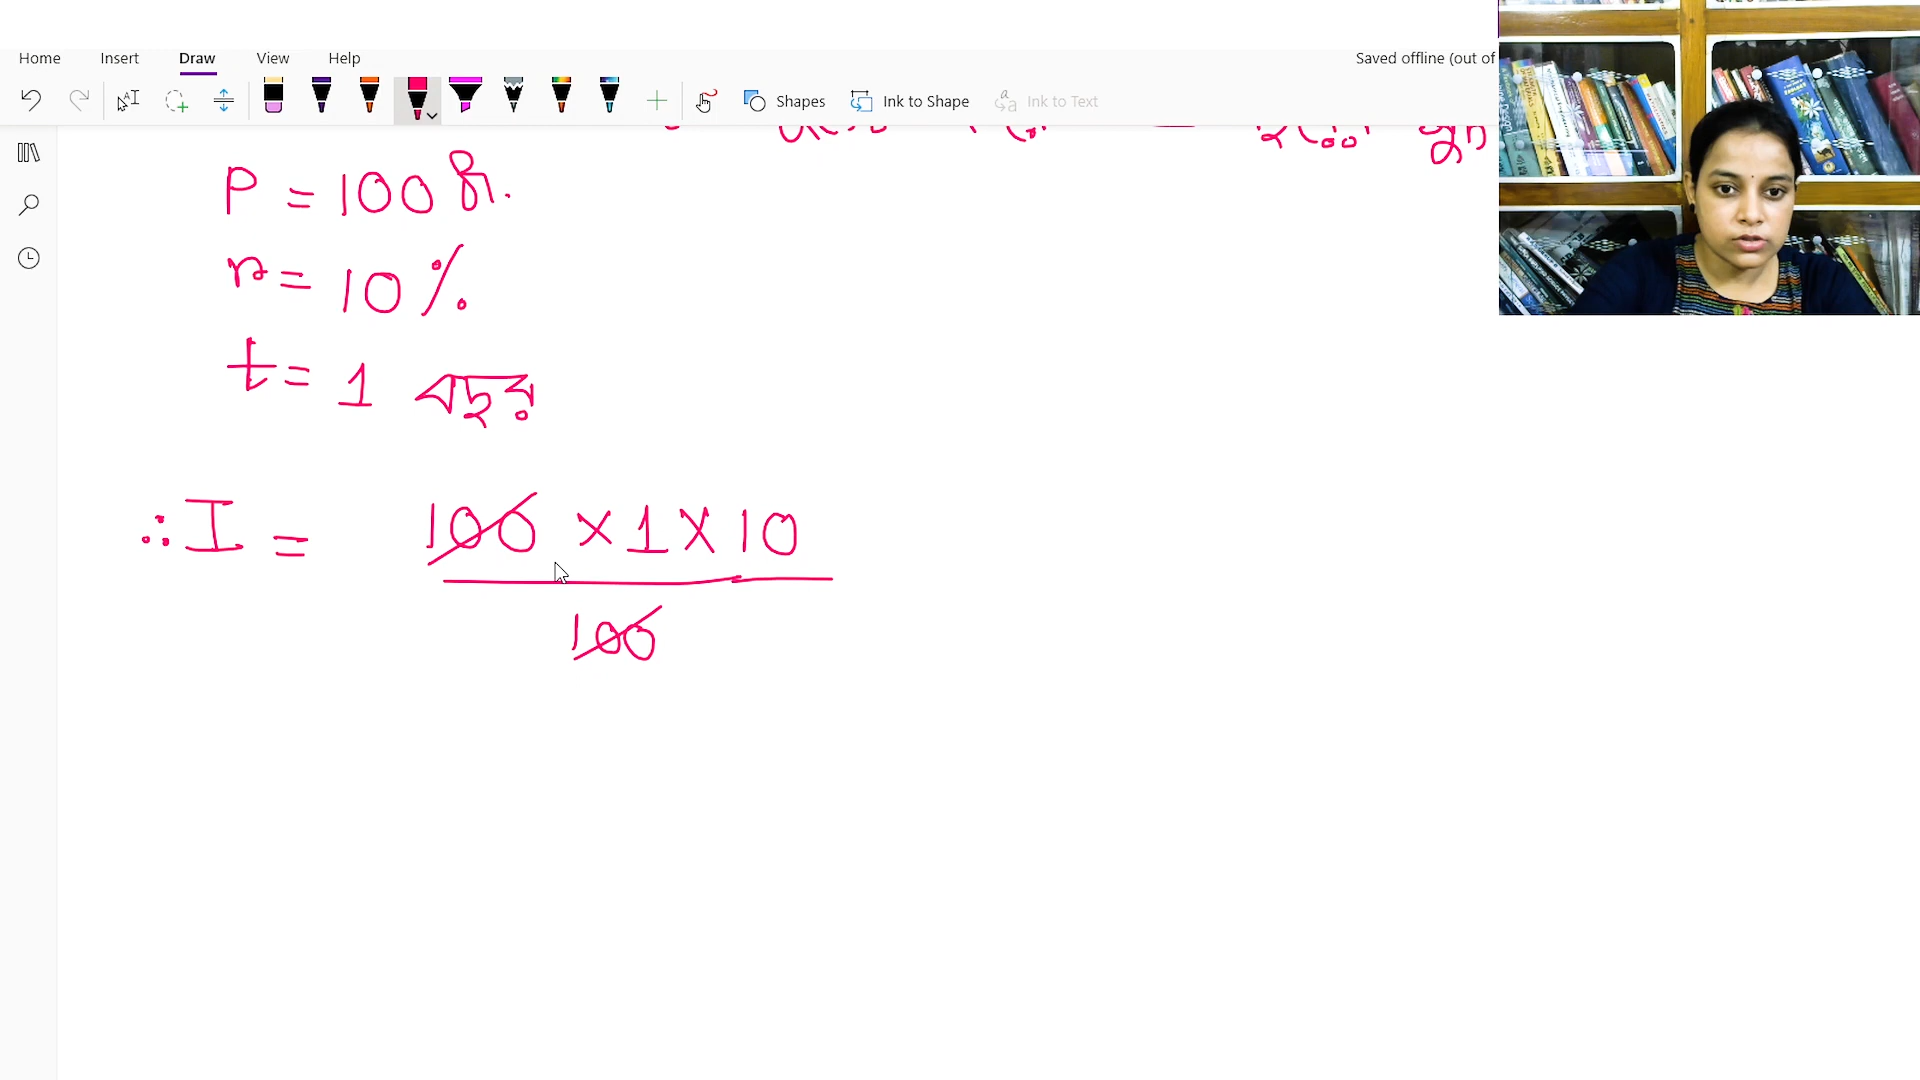 Home Insert Draw View Help Saved offline (out of
Shapes Ink to Shape Ink to Text
P = 100 টা.
r = 10 %
t = 1 বছর
∴ I = 100 × 1 × 10
100